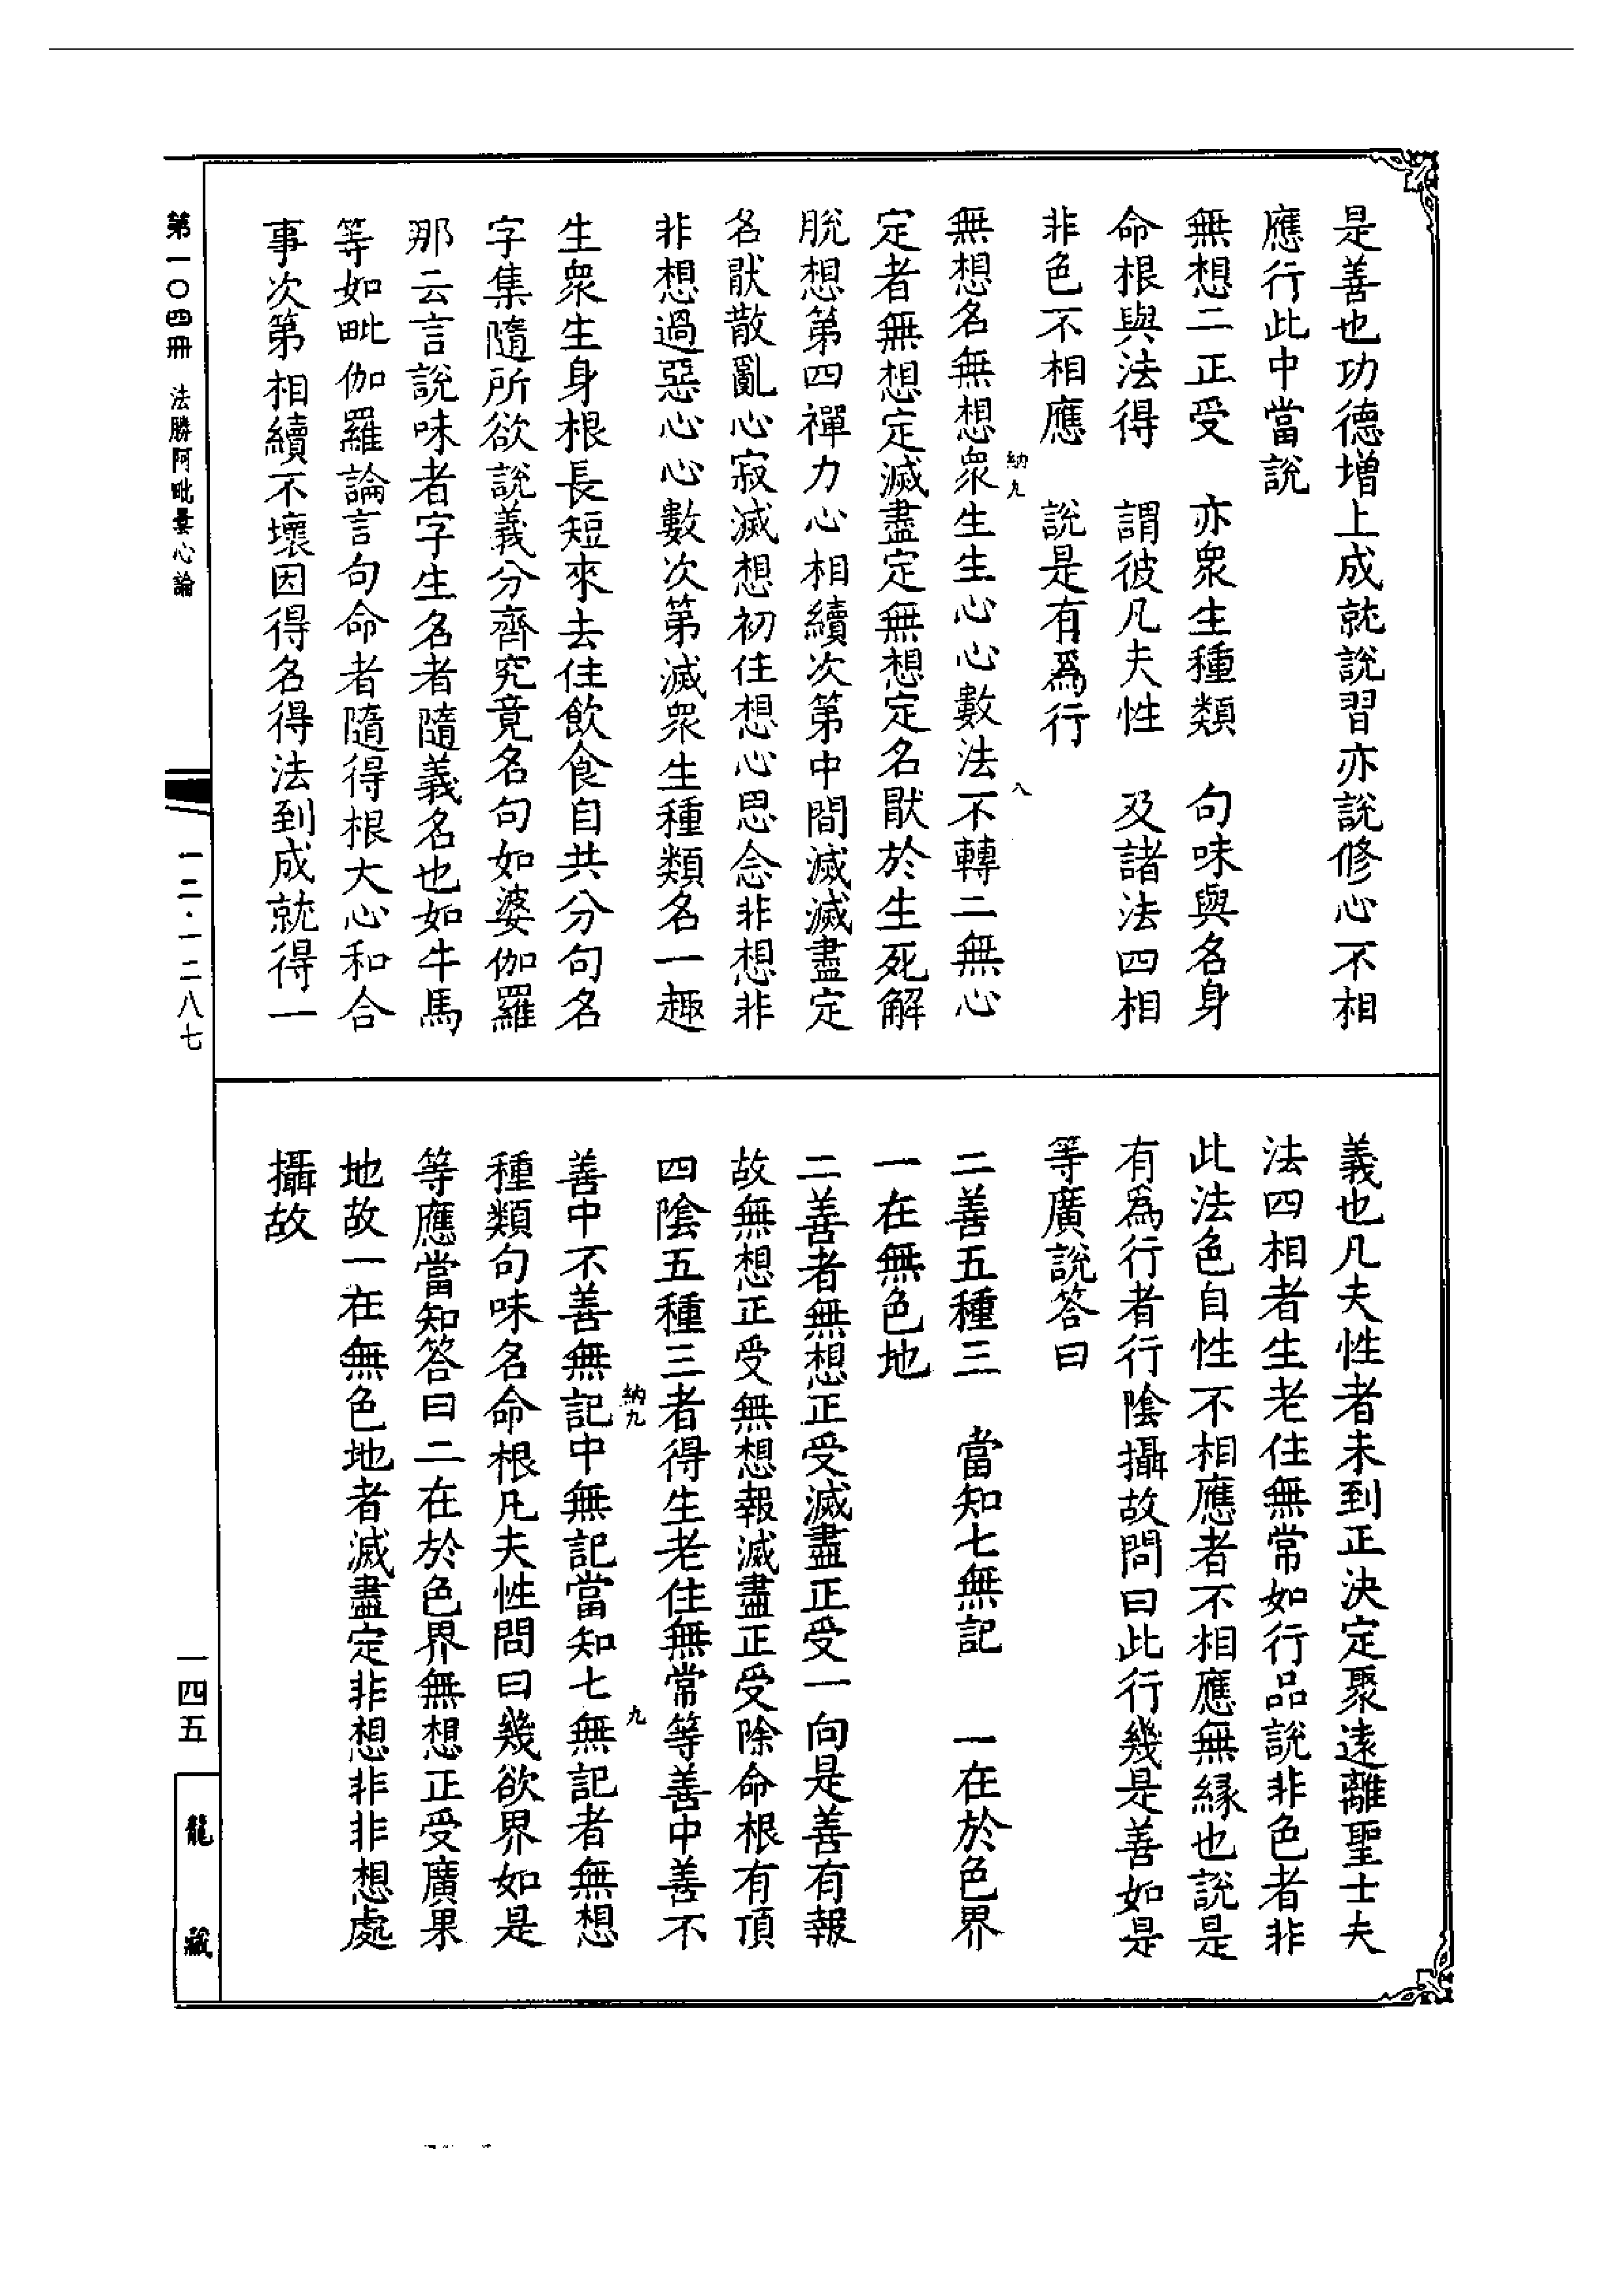 是善也功德增上成就說習亦說修心不相
應行此中當說
無想二正受　亦衆生種類　句味與名身
命根與法得　謂彼凡夫性　及諸法四相
非色不相應　說是有爲行
無想名無想衆生生心心數法不轉二無心
定者無想定滅盡定無想定名猒於生死解
脫想第四禪力心相續次第中間滅滅盡定
名猒散亂心寂滅想初住想心思念非想非
非想過惡心心數次第滅衆生種類名一趣
生衆生身根長短來去住飲食自共分句名
字集隨所欲說義分齊究竟名句如婆伽羅
那云言說味者字生名者隨義名也如牛馬
等如毗伽羅論言句命者隨得根大心和合
事次第相續不壞因得名得法到成就得一
納九
八
義也凡夫性者未到正決定聚遠離聖士夫
法四相者生老住無常如行品說非色者非
此法色自性不相應者不相應無緣也說是
有爲行者行陰攝故問曰此行幾是善如是
等廣說答曰
二善五種三　當知七無記　一在於色界
一在無色地
二善者無想正受滅盡正受一向是善有報
故無想正受無想報滅盡正受除命根有頂
四陰五種三者得生老住無常等善中善不
善中不善無記中無記當知七無記者無想
種類句味名命根凡夫性問曰幾欲界如是
等應當知答曰二在於色界無想正受廣果
地故一在無色地者滅盡定非想非非想處
攝故
納九
九
第一〇四冊　法勝阿毗曇心論
一二·一二八七
一四五
龍藏